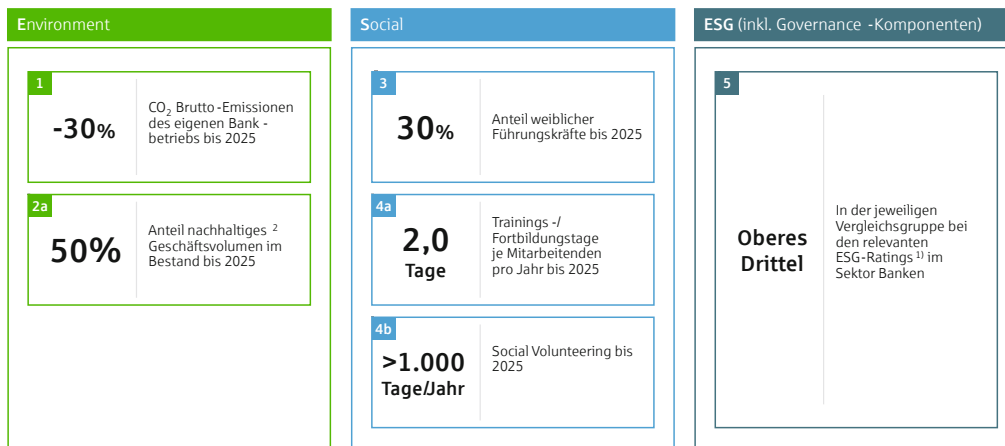 Environment
1
-30%
CO₂ Brutto-Emissionen
des eigenen Bank -
betriebs bis 2025
2a
50%
Anteil nachhaltiges ²
Geschäftsvolumen im
Bestand bis 2025
Social
3
30%
Anteil weiblicher
Führungskräfte bis 2025
4a
2,0
Tage
Trainings -/
Fortbildungstage
je Mitarbeitenden
pro Jahr bis 2025
4b
>1.000
Tage/Jahr
Social Volunteering bis
2025
ESG (inkl. Governance -Komponenten)
5
Oberes
Drittel
In der jeweiligen
Vergleichsgruppe bei
den relevanten
ESG-Ratings ¹⁾ im
Sektor Banken